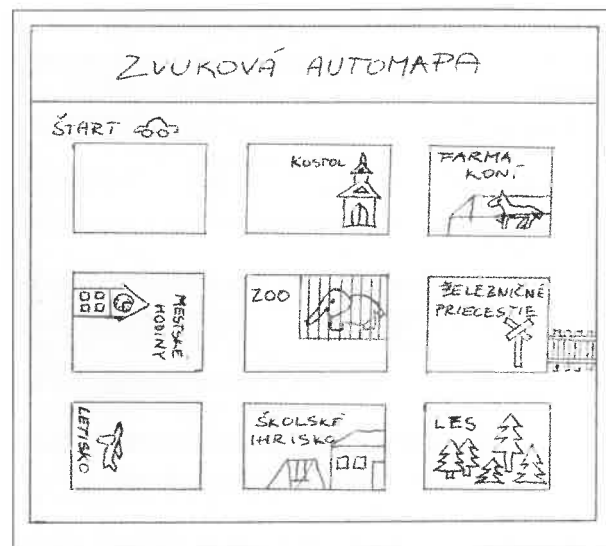 ZVUKOVÁ AUTOMAPA
ŠTART
KOSTOL
FARMA
KONÍ
MESTSKÉ
HODINY
ZOO
ŽELEZNIČNÉ
PRIECESTIE
LETISKO
ŠKOLSKÉ
IHRISKO
LES